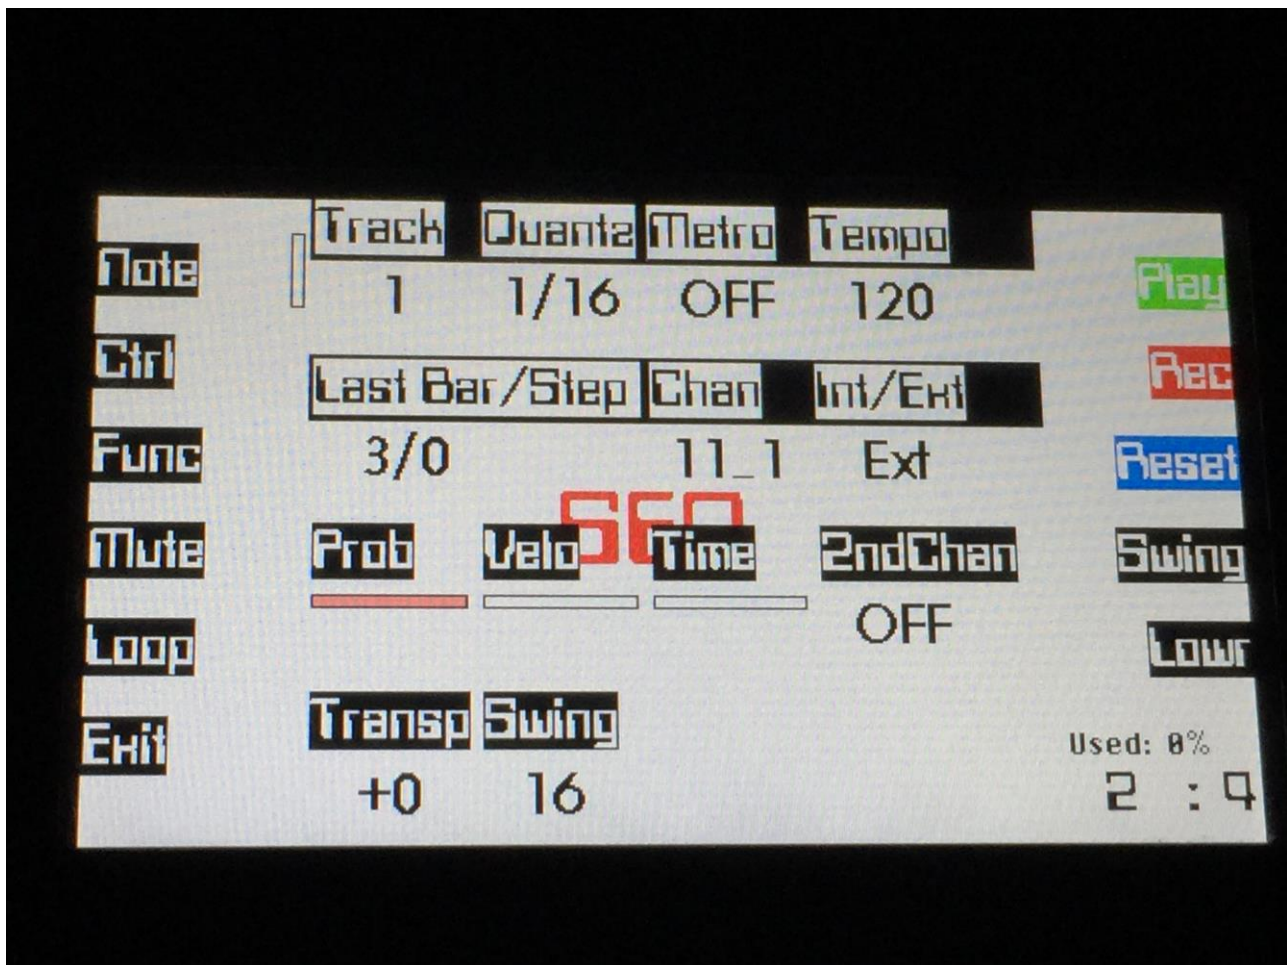 Track Quantz Metro Tempo
Note
1 1/16 OFF 120
Play
Ctrl
Last Bar/Step Chan Int/Ext
Rec
Func
3/0 11_1 Ext
Reset
SEQ
Mute Prob Velo Time 2ndChan Swing
OFF
Loop
Lowr
Transp Swing
Exit
Used: 0%
+0 16
2 : 4